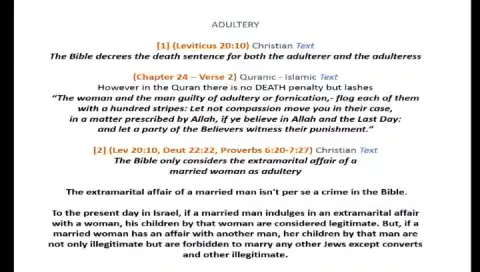 ADULTERY
[1] (Leviticus 20:10) Christian Text
The Bible decrees the death sentence for both the adulterer and the adulteress
(Chapter 24 – Verse 2) Quranic - Islamic Text
However in the Quran there is no DEATH penalty but lashes
“The woman and the man guilty of adultery or fornication,- flog each of them
with a hundred stripes: Let not compassion move you in their case,
in a matter prescribed by Allah, if ye believe in Allah and the Last Day:
and let a party of the Believers witness their punishment.”
[2] (Lev 20:10, Deut 22:22, Proverbs 6:20-7:27) Christian Text
The Bible only considers the extramarital affair of a
married woman as adultery
The extramarital affair of a married man isn't per se a crime in the Bible.
To the present day in Israel, if a married man indulges in an extramarital affair
with a woman, his children by that woman are considered legitimate. But, if a
married woman has an affair with another man, her children by that man are
not only illegitimate but are forbidden to marry any other Jews except converts
and other illegitimate.